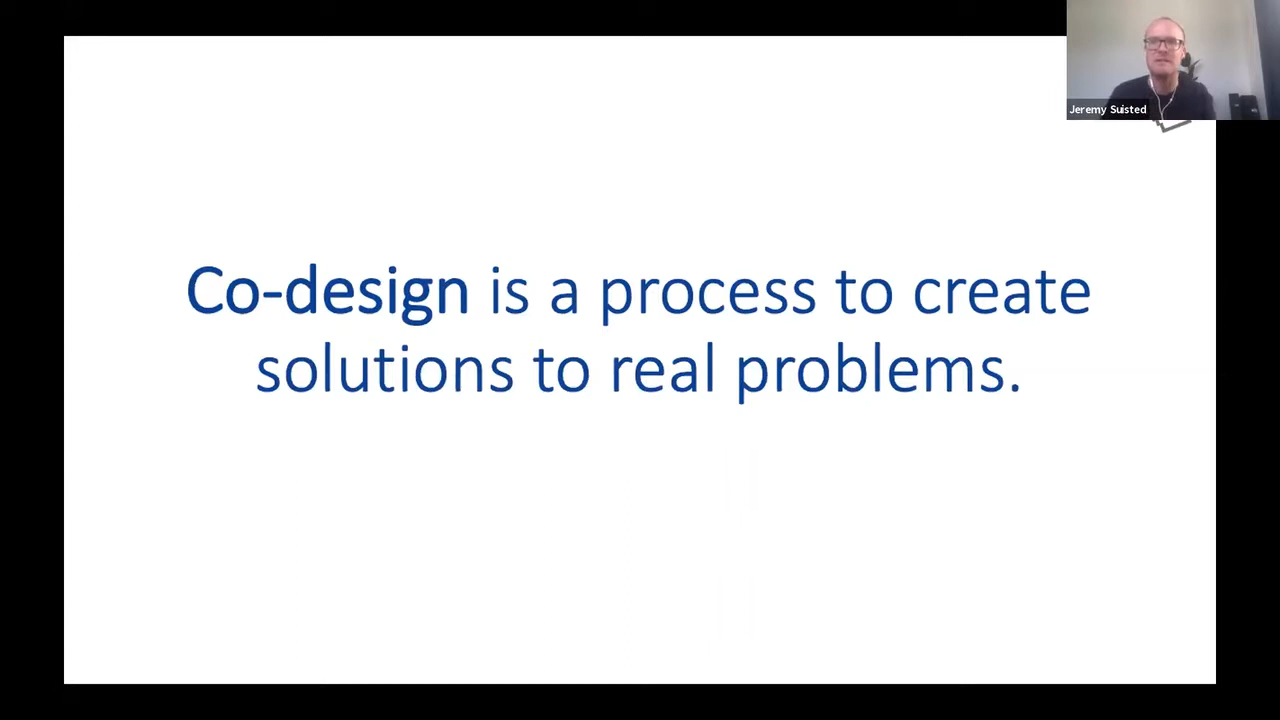 Jeremy Suisted
Co-design is a process to create
solutions to real problems.